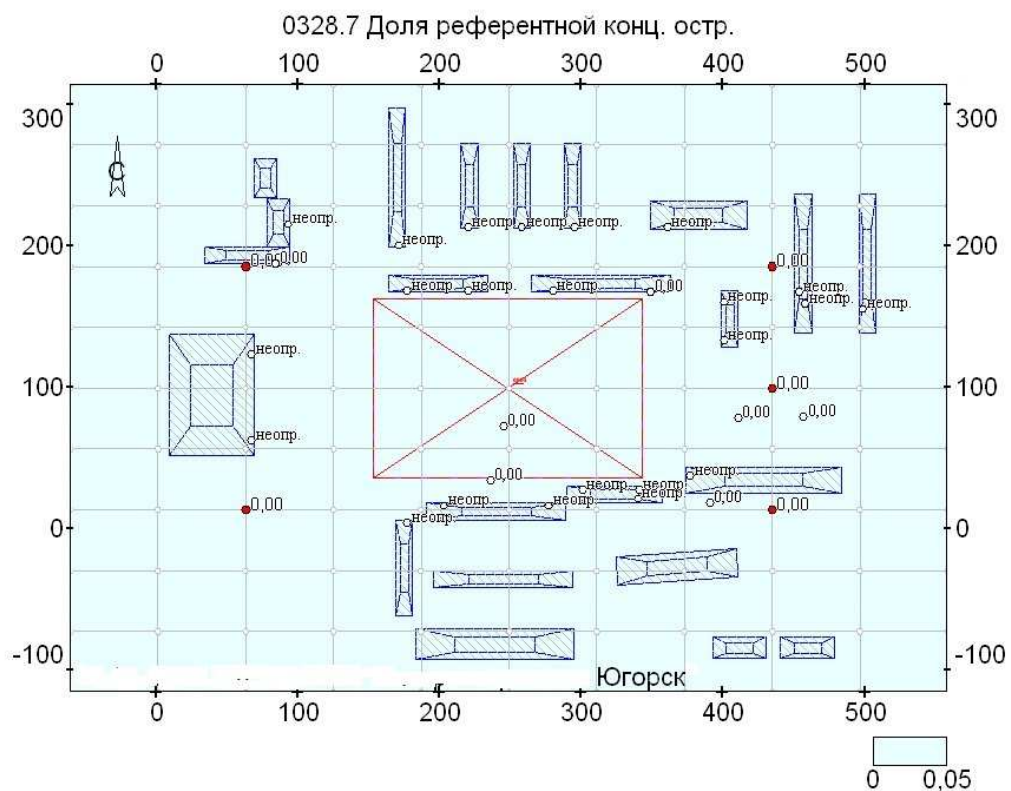 0328.7 Доля референтной конц. остр.
0 100 200 300 400 500
300 300
С
неопр.
неопр. неопр. неопр. неопр.
200 неопр. 200
0,00 0,00 0,00
неопр. неопр. неопр. 0,00 неопр. неопр.
неопр. неопр.
неопр.
неопр.
100 0,00 100
0,00 0,00 0,00
неопр.
неопр.
0,00 неопр. неопр.
неопр. неопр. неопр. 0,00
0,00 0,00
0 неопр. 0
-100 -100
Югорск
0 100 200 300 400 500
0 0,05